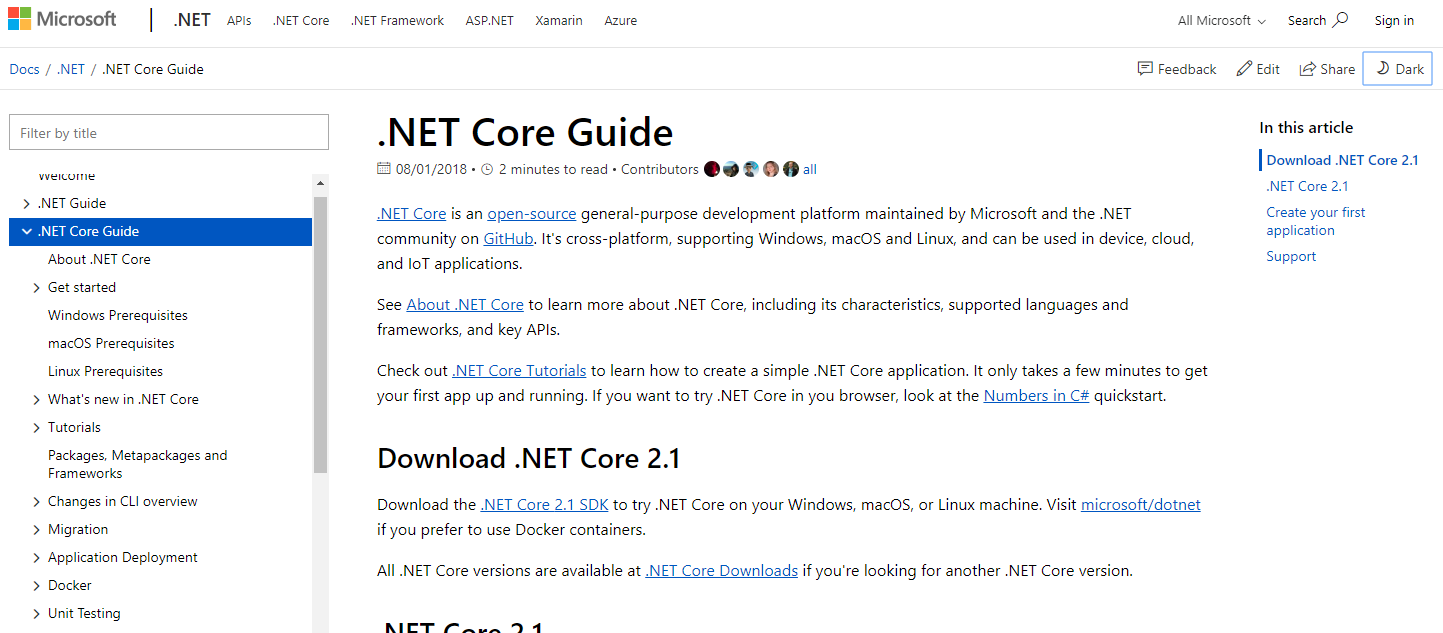 Microsoft .NET APIs .NET Core .NET Framework ASP.NET Xamarin Azure All Microsoft Search Sign in
Docs / .NET / .NET Core Guide Feedback Edit Share Dark
Filter by title
Welcome
.NET Guide
.NET Core Guide
About .NET Core
Get started
Windows Prerequisites
macOS Prerequisites
Linux Prerequisites
What's new in .NET Core
Tutorials
Packages, Metapackages and
Frameworks
Changes in CLI overview
Migration
Application Deployment
Docker
Unit Testing
.NET Core Guide
08/01/2018 • 2 minutes to read • Contributors all
.NET Core is an open-source general-purpose development platform maintained by Microsoft and the .NET
community on GitHub. It's cross-platform, supporting Windows, macOS and Linux, and can be used in device, cloud,
and IoT applications.
See About .NET Core to learn more about .NET Core, including its characteristics, supported languages and
frameworks, and key APIs.
Check out .NET Core Tutorials to learn how to create a simple .NET Core application. It only takes a few minutes to get
your first app up and running. If you want to try .NET Core in you browser, look at the Numbers in C# quickstart.
Download .NET Core 2.1
Download the .NET Core 2.1 SDK to try .NET Core on your Windows, macOS, or Linux machine. Visit microsoft/dotnet
if you prefer to use Docker containers.
All .NET Core versions are available at .NET Core Downloads if you're looking for another .NET Core version.
.NET Core 2.1
In this article
Download .NET Core 2.1
.NET Core 2.1
Create your first
application
Support